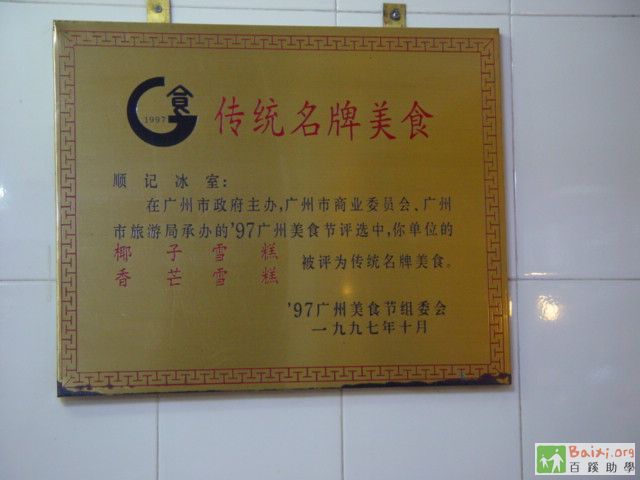 食
1997
传统名牌美食
顺记冰室：
在广州市政府主办，广州市商业委员会、广州
市旅游局承办的'97广州美食节评选中，你单位的
椰子雪糕
香芒雪糕
被评为传统名牌美食。
'97广州美食节组委会
一九九七年十月
Baixi.org
百蹊助學